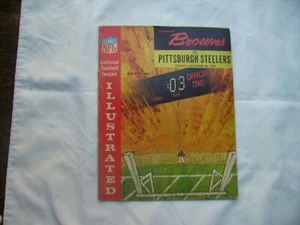 NFL
national
football
league
ILLUSTRATED
Browns
PITTSBURGH STEELERS
:03
OFFICIAL
TIME